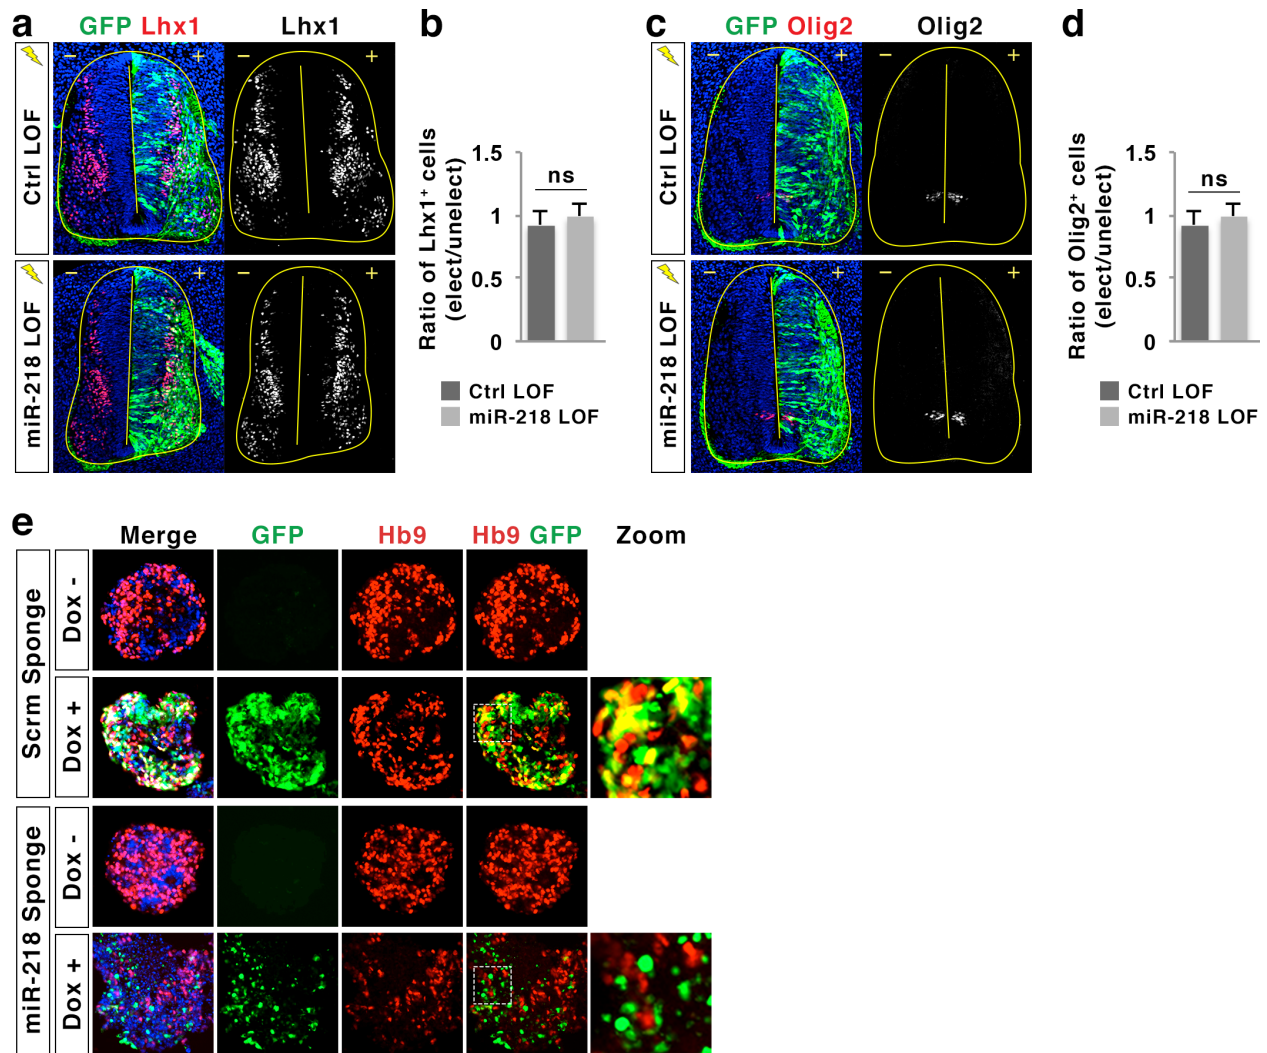 a
GFP Lhx1
Lhx1
Ctrl LOF
− +
− +
miR-218 LOF
− +
− +
b
Ratio of Lhx1⁺ cells
(elect/unelect)
1.5
1
0.5
0
ns
Ctrl LOF
miR-218 LOF
c
GFP Olig2
Olig2
Ctrl LOF
− +
− +
miR-218 LOF
− +
− +
d
Ratio of Olig2⁺ cells
(elect/unelect)
1.5
1
0.5
0
ns
Ctrl LOF
miR-218 LOF
e
Merge
GFP
Hb9
Hb9 GFP
Zoom
Scrm Sponge
Dox -
Dox +
miR-218 Sponge
Dox -
Dox +